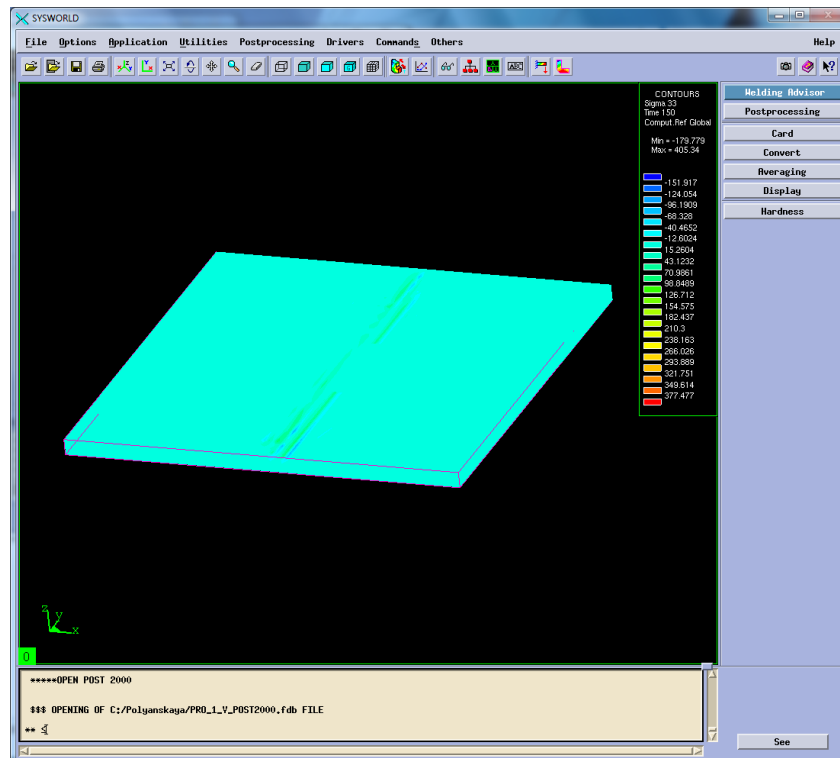 SYSWORLD
File Options Application Utilities Postprocessing Drivers Commands Others Help
ABC
CONTOURS
Sigma 33
Time 150
Comput.Ref Global
Min = -179.779
Max = 405.34
-151.917
-124.054
-96.1909
-68.328
-40.4652
-12.6024
15.2604
43.1232
70.9861
98.8489
126.712
154.575
182.437
210.3
238.163
266.026
293.889
321.751
349.614
377.477
Welding Advisor
Postprocessing
Card
Convert
Averaging
Display
Hardness
z
y
x
0
*****OPEN POST 2000
$$$ OPENING OF C:/Polyanskaya/PRO_1_V_POST2000.fdb FILE
**
See